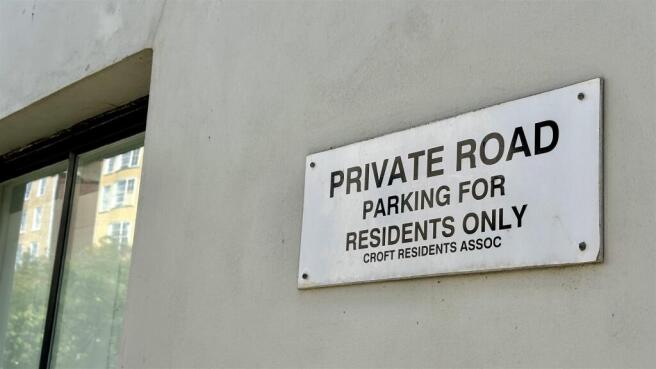 PRIVATE ROAD
PARKING FOR
RESIDENTS ONLY
CROFT RESIDENTS ASSOC